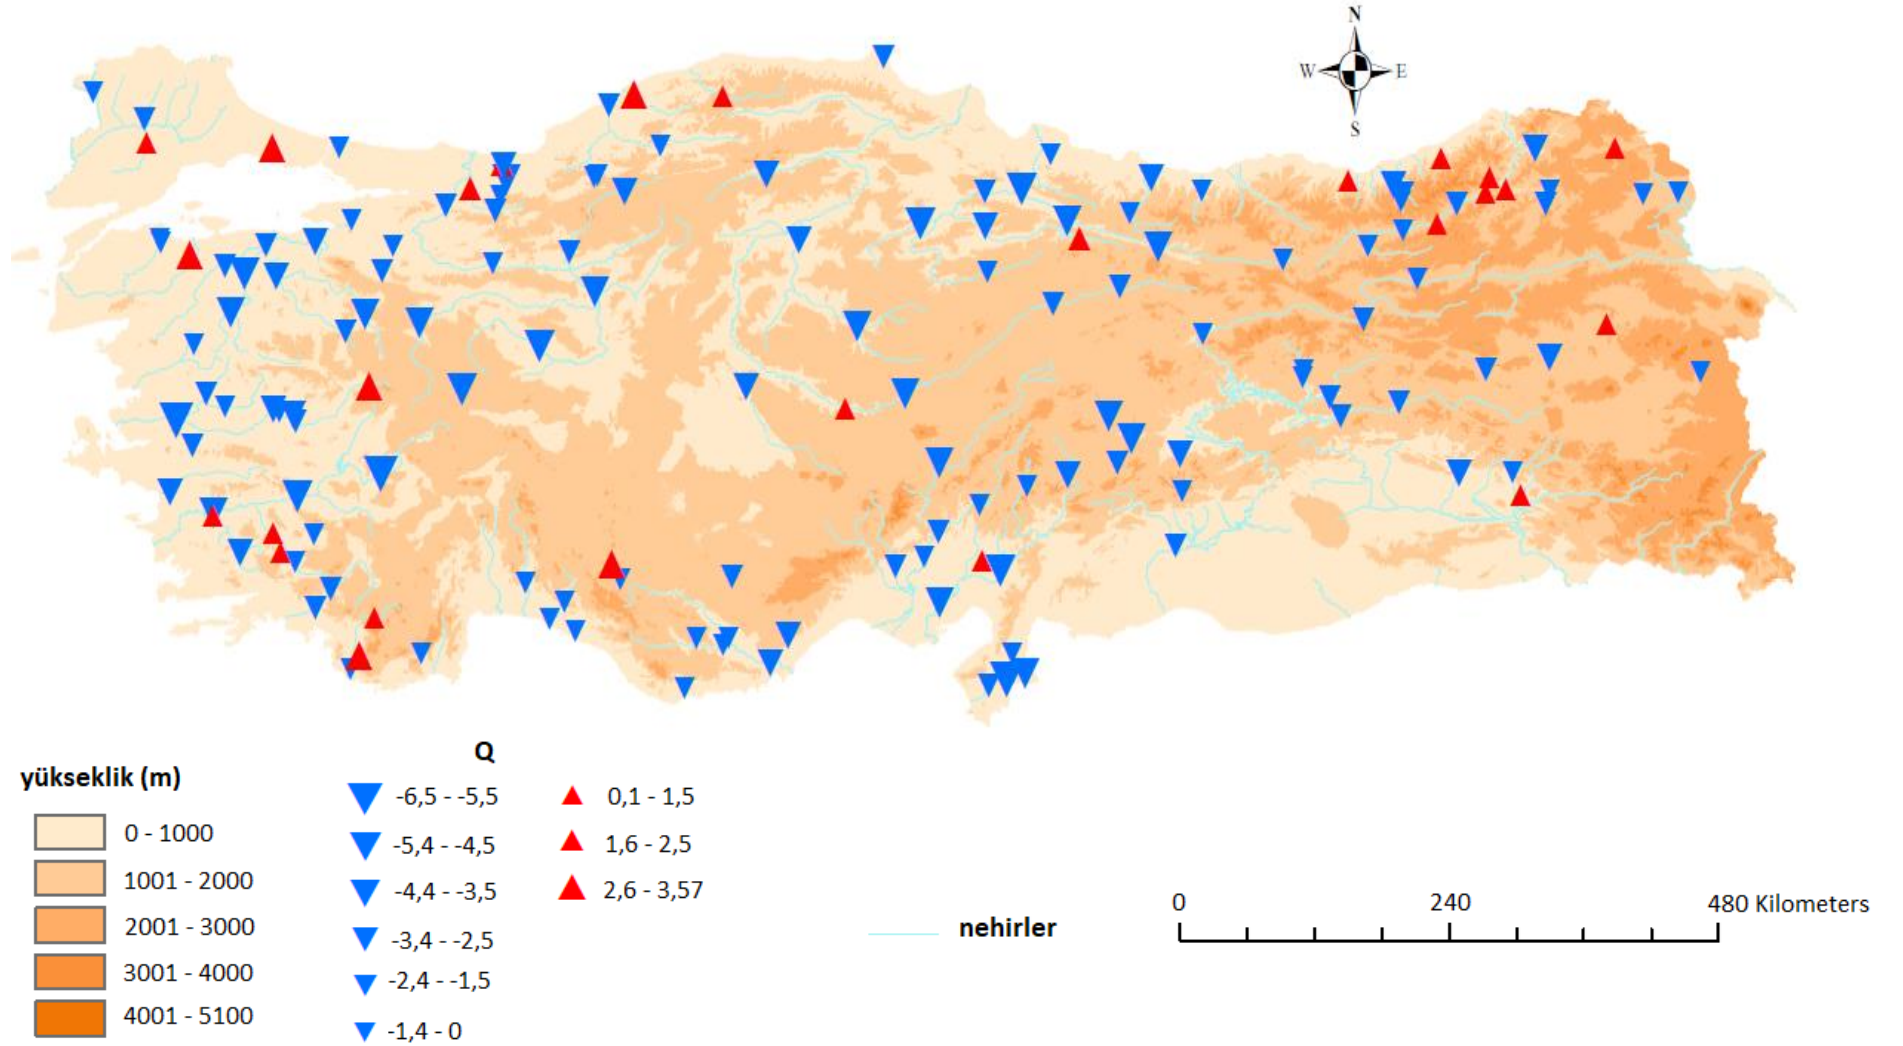 N
W E
S
Q
yükseklik (m)
0 - 1000
1001 - 2000
2001 - 3000
3001 - 4000
4001 - 5100
-6,5 - -5,5
-5,4 - -4,5
-4,4 - -3,5
-3,4 - -2,5
-2,4 - -1,5
-1,4 - 0
0,1 - 1,5
1,6 - 2,5
2,6 - 3,57
nehirler
0 240 480 Kilometers